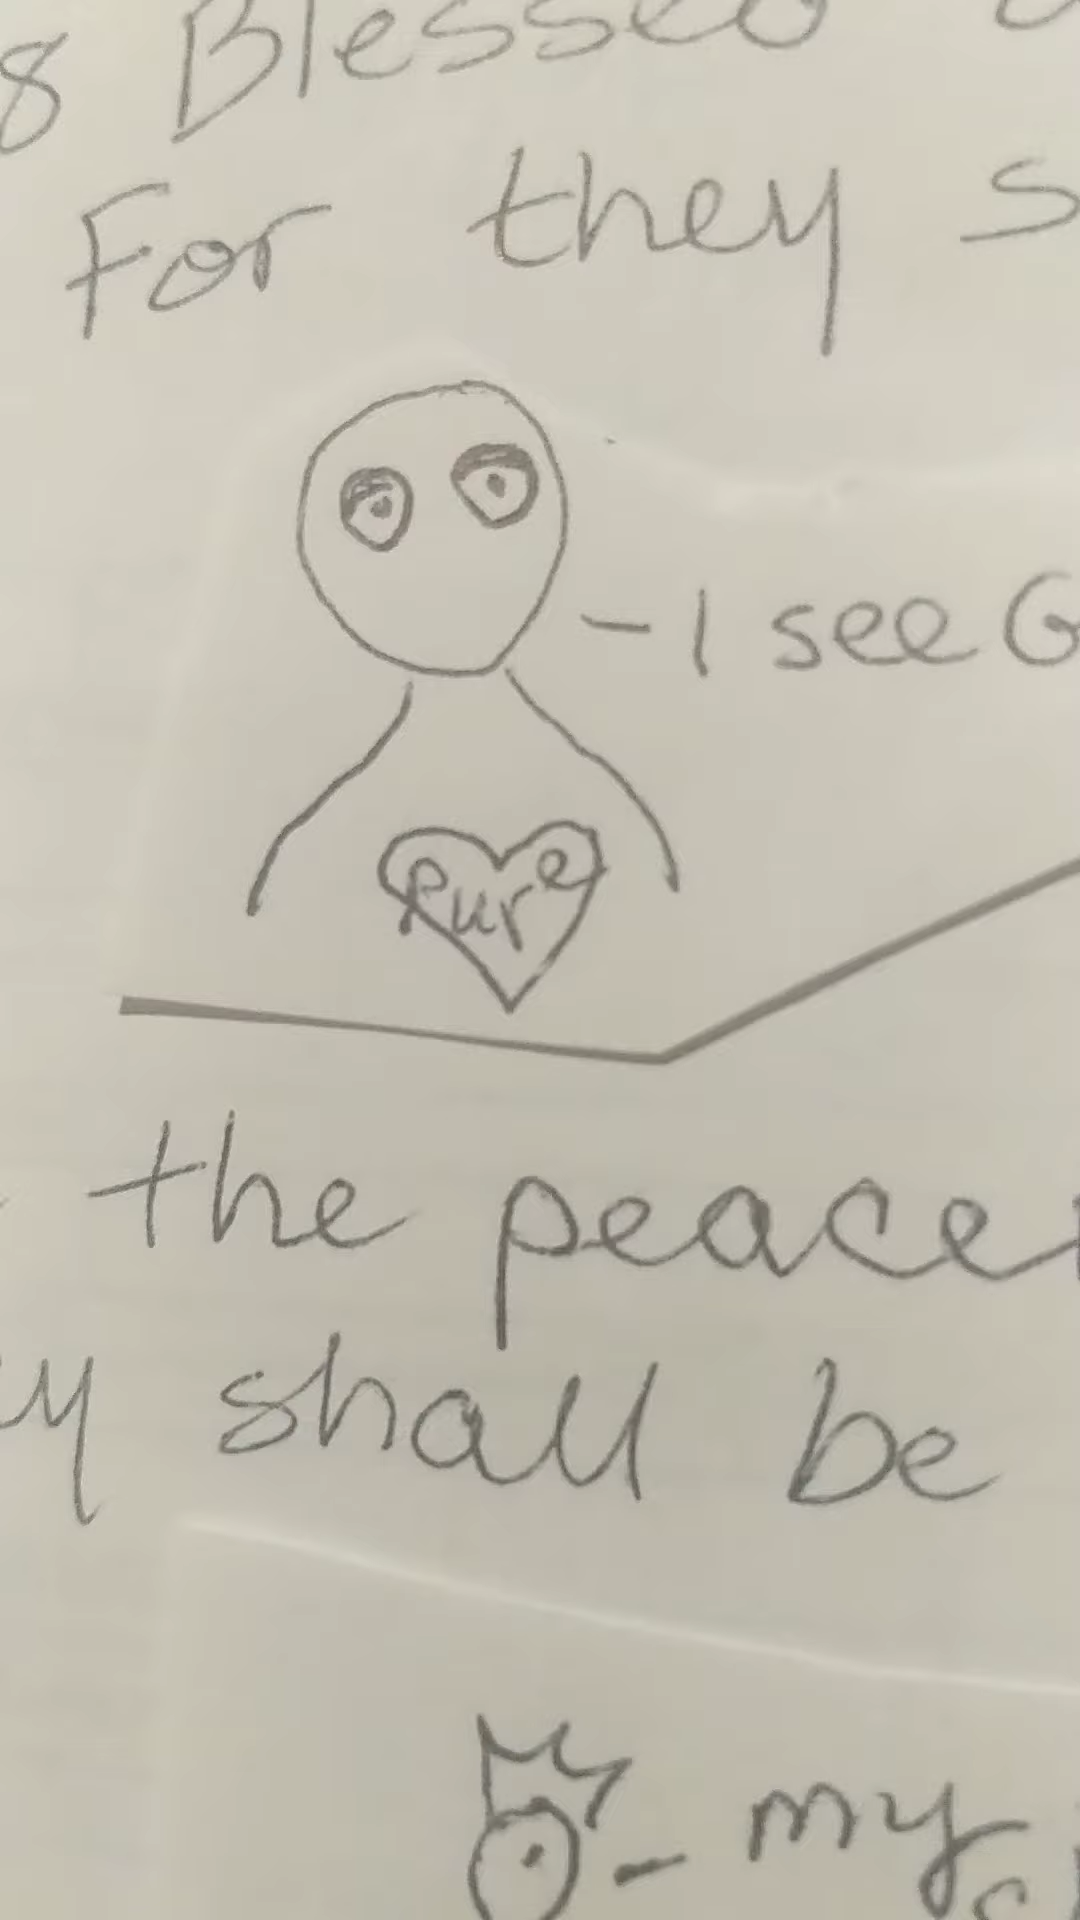 8 Blessed
For they s
- I see G
Pure
the peace
y shall be
- my